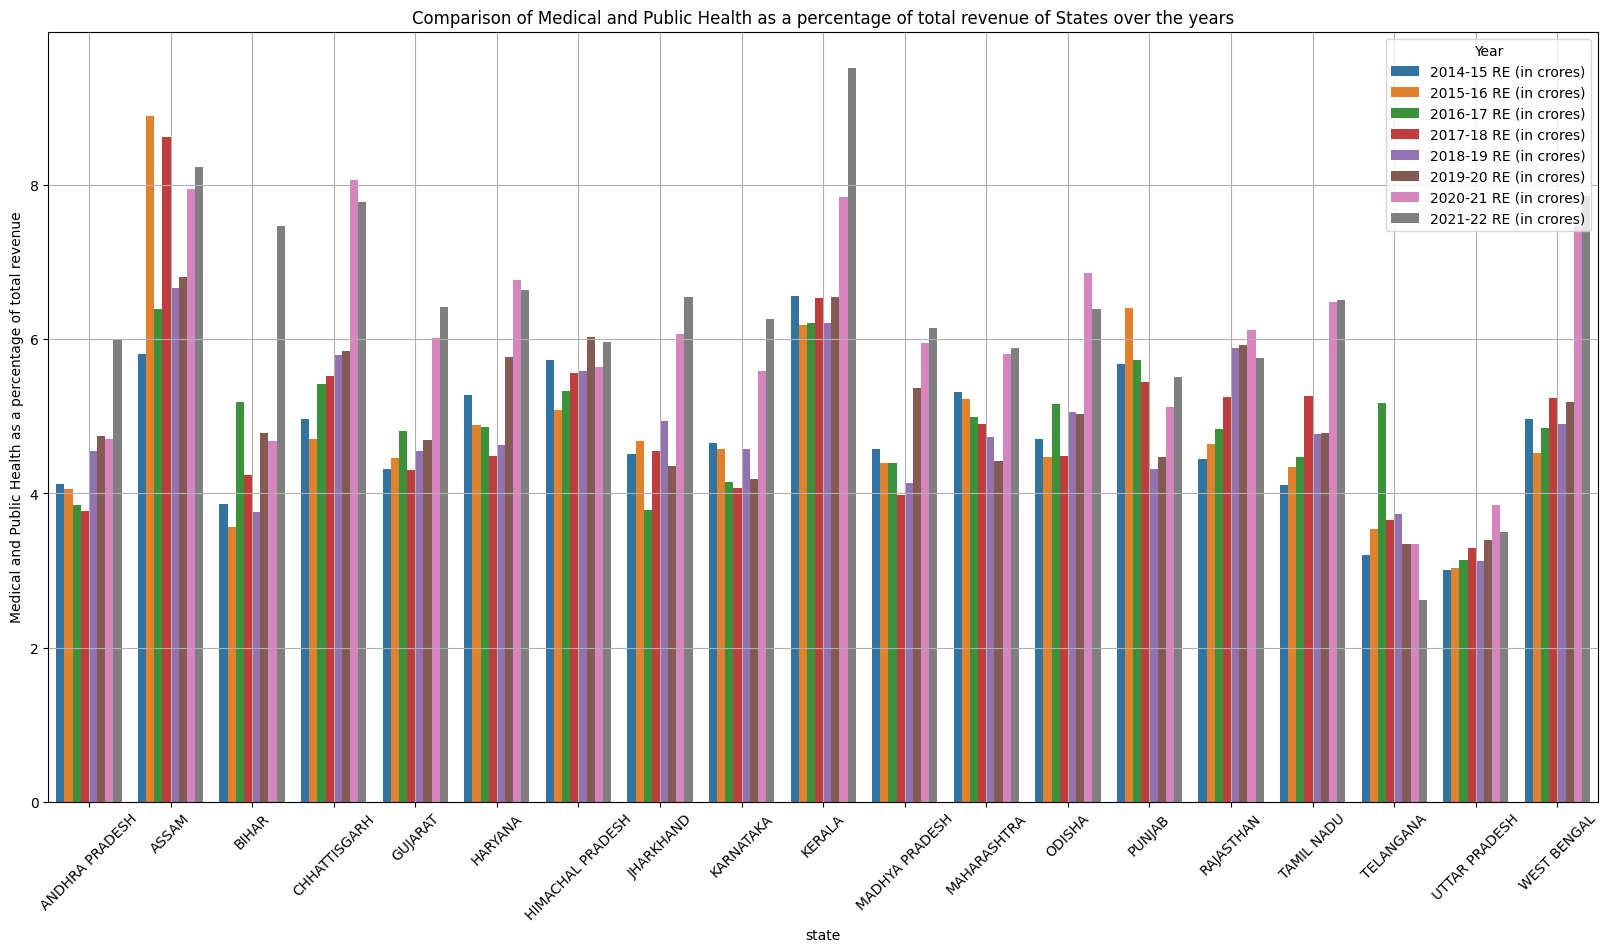 Comparison of Medical and Public Health as a percentage of total revenue of States over the years
Medical and Public Health as a percentage of total revenue
8
6
4
2
0
Year
2014-15 RE (in crores)
2015-16 RE (in crores)
2016-17 RE (in crores)
2017-18 RE (in crores)
2018-19 RE (in crores)
2019-20 RE (in crores)
2020-21 RE (in crores)
2021-22 RE (in crores)
ANDHRA PRADESH
ASSAM
BIHAR
CHHATTISGARH
GUJARAT
HARYANA
HIMACHAL PRADESH
JHARKHAND
KARNATAKA
KERALA
MADHYA PRADESH
MAHARASHTRA
ODISHA
PUNJAB
RAJASTHAN
TAMIL NADU
TELANGANA
UTTAR PRADESH
WEST BENGAL
state